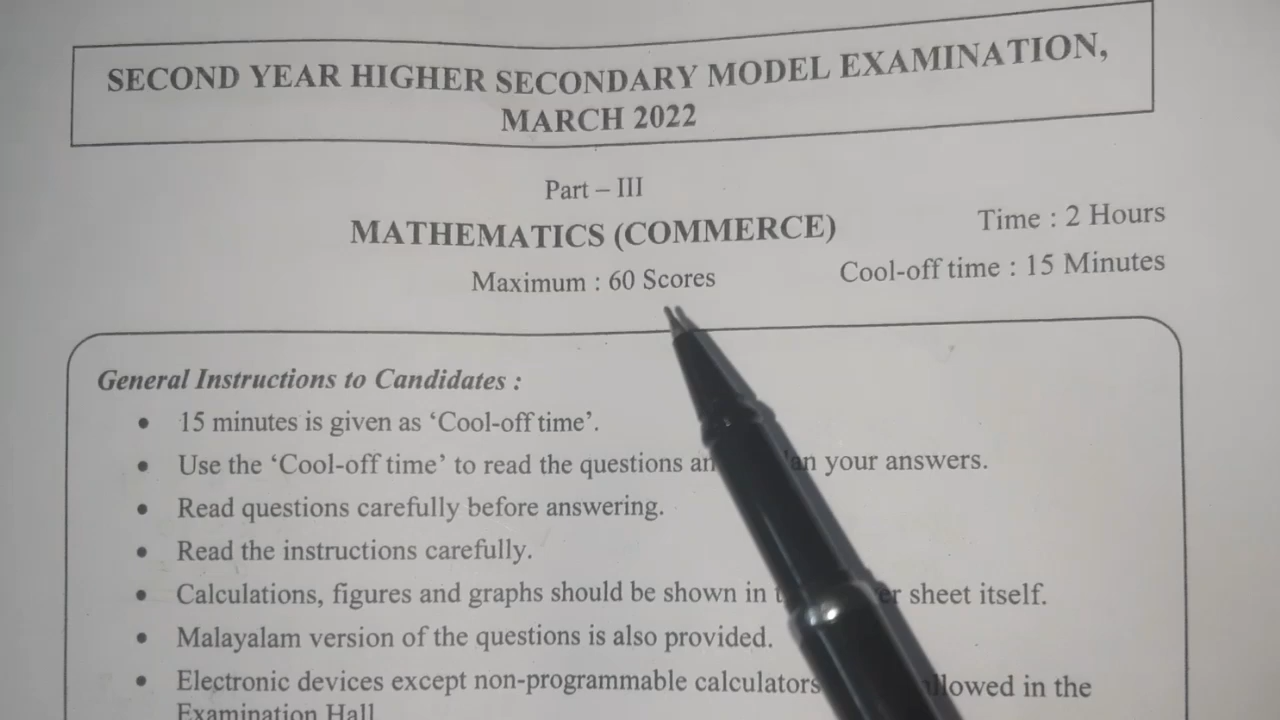 SECOND YEAR HIGHER SECONDARY MODEL EXAMINATION,
MARCH 2022
Part – III
MATHEMATICS (COMMERCE)
Time : 2 Hours
Maximum : 60 Scores
Cool-off time : 15 Minutes
General Instructions to Candidates :
• 15 minutes is given as ‘Cool-off time’.
• Use the ‘Cool-off time’ to read the questions your answers.
• Read questions carefully before answering.
• Read the instructions carefully.
• Calculations, figures and graphs should be shown in sheet itself.
• Malayalam version of the questions is also provided.
• Electronic devices except non-programmable calculators allowed in the
Examination Hall